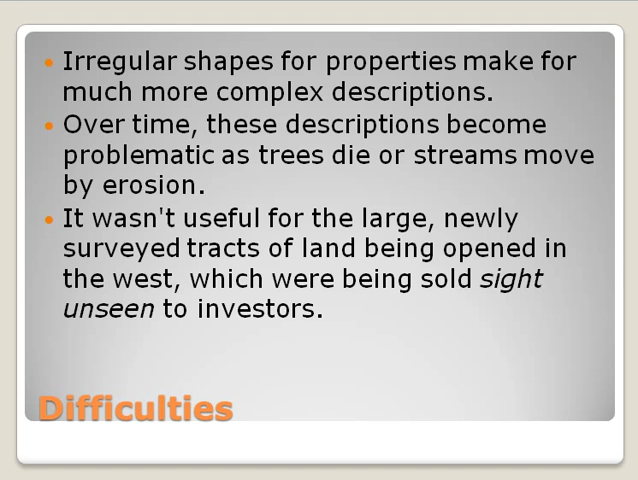 Irregular shapes for properties make for
much more complex descriptions.
Over time, these descriptions become
problematic as trees die or streams move
by erosion.
It wasn't useful for the large, newly
surveyed tracts of land being opened in
the west, which were being sold sight
unseen to investors.
Difficulties